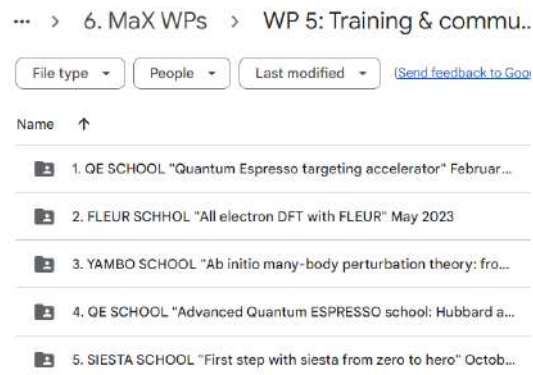 ... > 6. MaX WPs > WP 5: Training & commu..
File type People Last modified (Send feedback to Goo
Name ↑
1. QE SCHOOL "Quantum Espresso targeting accelerator" Februar...
2. FLEUR SCHHOL "All electron DFT with FLEUR" May 2023
3. YAMBO SCHOOL "Ab initio many-body perturbation theory: fro...
4. QE SCHOOL "Advanced Quantum ESPRESSO school: Hubbard a...
5. SIESTA SCHOOL "First step with siesta from zero to hero" Octob...